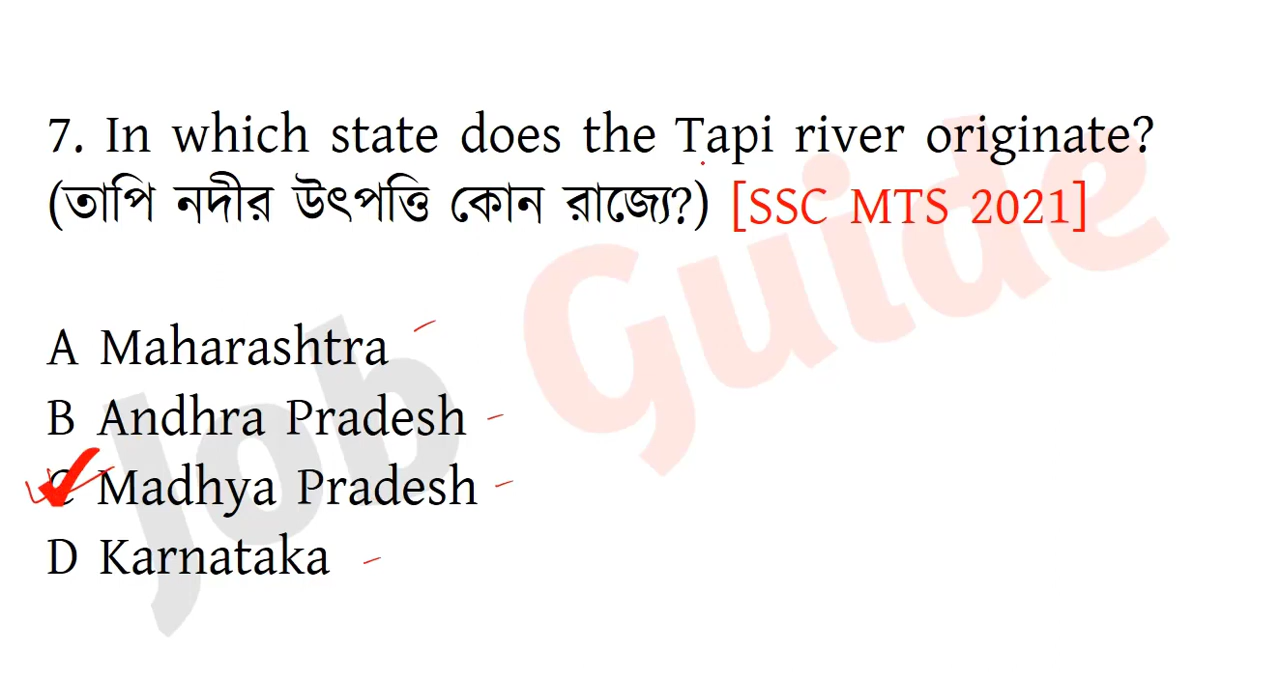 7. In which state does the Tapi river originate?
(তাপি নদীর উৎপত্তি কোন রাজ্যে?) [SSC MTS 2021]
A Maharashtra
B Andhra Pradesh
C Madhya Pradesh
D Karnataka
Job Guide